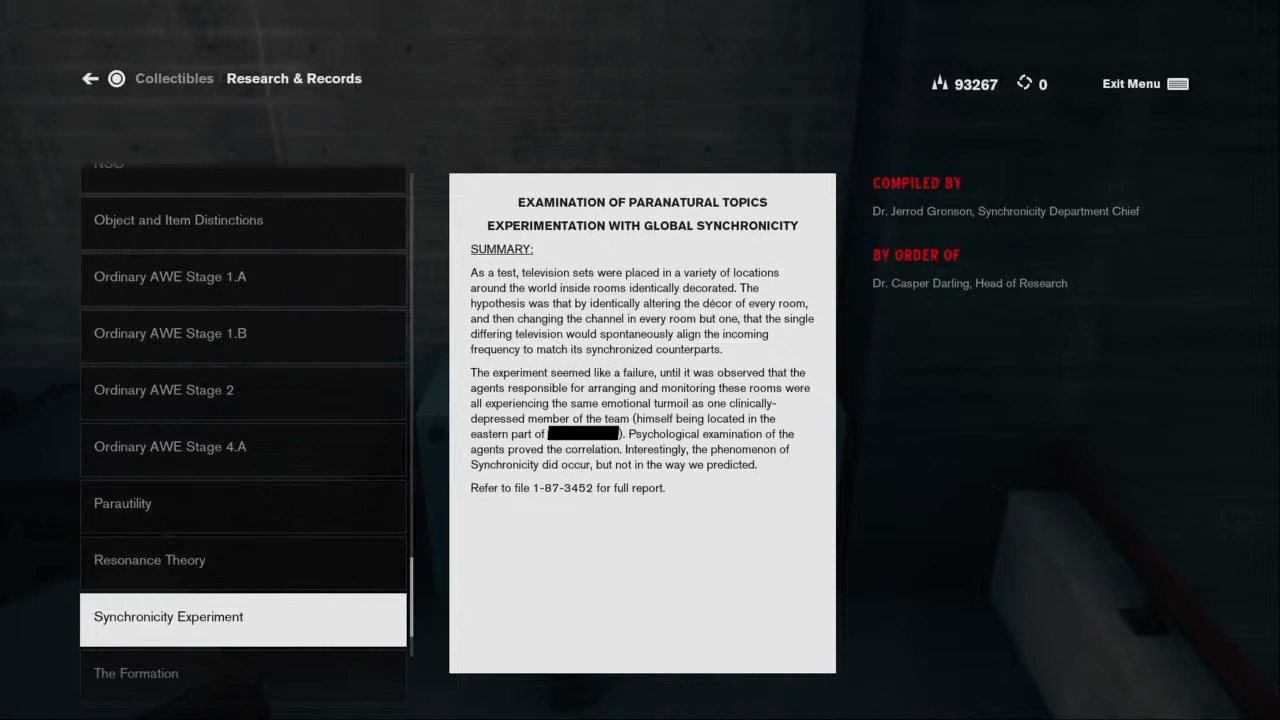 Collectibles / Research & Records
93267
0
Exit Menu
NSC
Object and Item Distinctions
Ordinary AWE Stage 1.A
Ordinary AWE Stage 1.B
Ordinary AWE Stage 2
Ordinary AWE Stage 4.A
Parautility
Resonance Theory
Synchronicity Experiment
The Formation
EXAMINATION OF PARANATURAL TOPICS
EXPERIMENTATION WITH GLOBAL SYNCHRONICITY
SUMMARY:
As a test, television sets were placed in a variety of locations
around the world inside rooms identically decorated. The
hypothesis was that by identically altering the décor of every room,
and then changing the channel in every room but one, that the single
differing television would spontaneously align the incoming
frequency to match its synchronized counterparts.
The experiment seemed like a failure, until it was observed that the
agents responsible for arranging and monitoring these rooms were
all experiencing the same emotional turmoil as one clinically-
depressed member of the team (himself being located in the
eastern part of ). Psychological examination of the
agents proved the correlation. Interestingly, the phenomenon of
Synchronicity did occur, but not in the way we predicted.
Refer to file 1-87-3452 for full report.
COMPILED BY
Dr. Jerrod Gronson, Synchronicity Department Chief
BY ORDER OF
Dr. Casper Darling, Head of Research